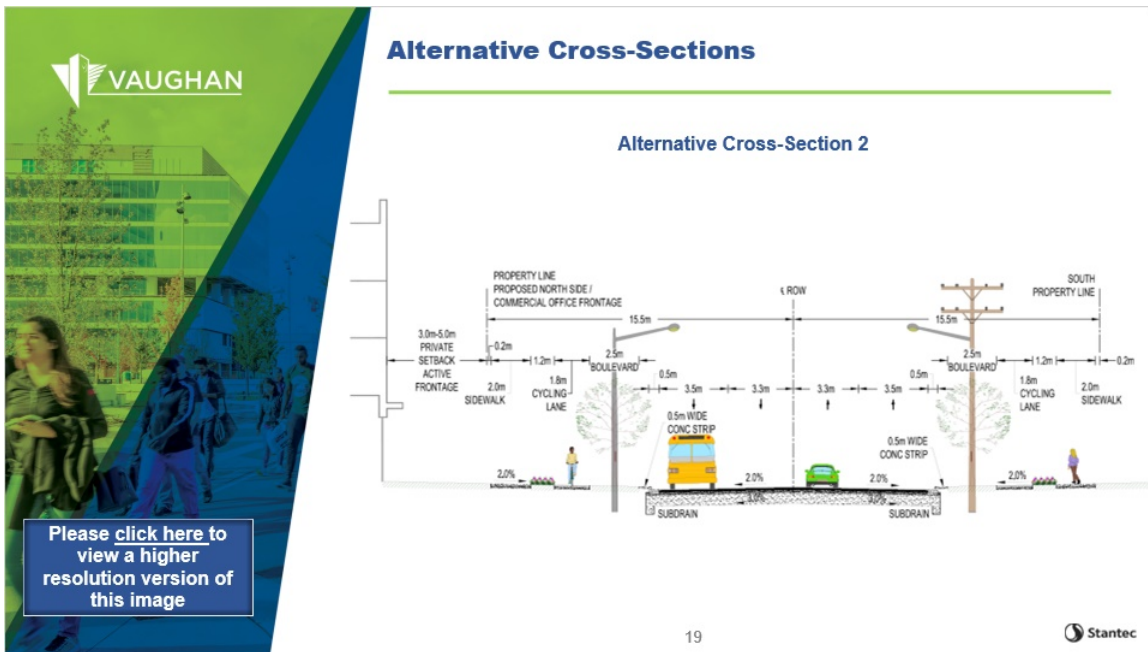 VAUGHAN
Alternative Cross-Sections
Alternative Cross-Section 2
PROPERTY LINE
PROPOSED NORTH SIDE /
COMMERCIAL OFFICE FRONTAGE
℄ ROW
SOUTH
PROPERTY LINE
15.5m
15.5m
3.0m-5.0m
PRIVATE
SETBACK
ACTIVE
FRONTAGE
0.2m
2.0m
SIDEWALK
1.2m
1.8m
CYCLING
LANE
2.5m
BOULEVARD
0.5m
3.5m
3.3m
3.3m
3.5m
0.5m
2.5m
BOULEVARD
1.2m
1.8m
CYCLING
LANE
0.2m
2.0m
SIDEWALK
0.5m WIDE
CONC STRIP
0.5m WIDE
CONC STRIP
2.0%
2.0%
2.0%
2.0%
3.0%
3.0%
SUBDRAIN
SUBDRAIN
Please click here to
view a higher
resolution version of
this image
19
Stantec